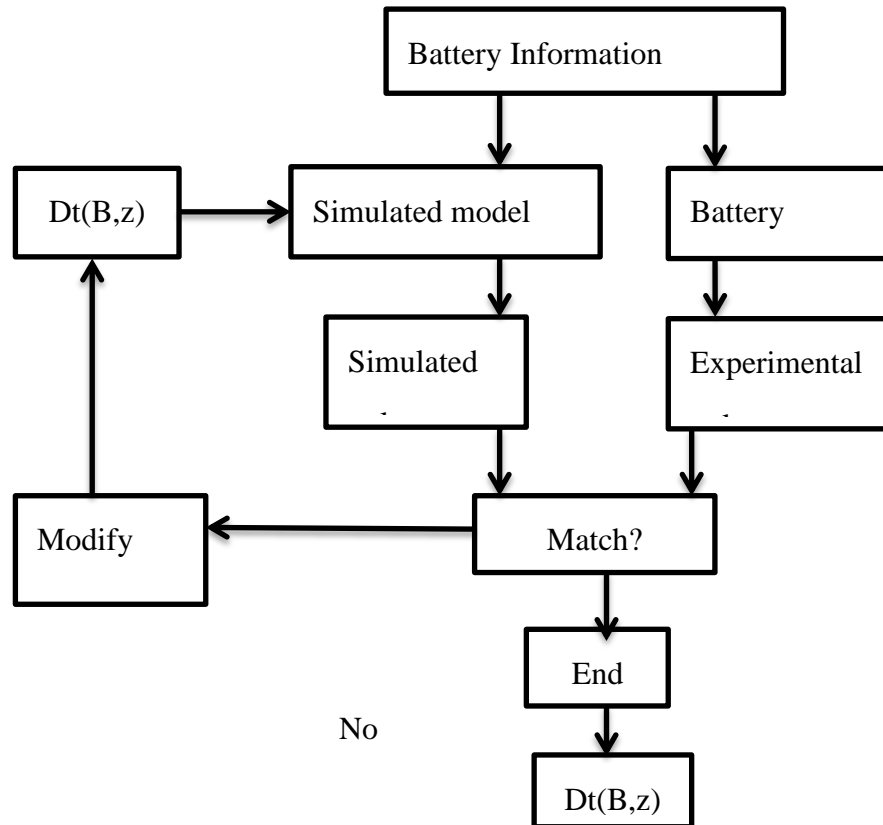 Battery Information
Dt(B,z)
Simulated model
Battery
Simulated
Experimental
Modify
Match?
End
No
Dt(B,z)